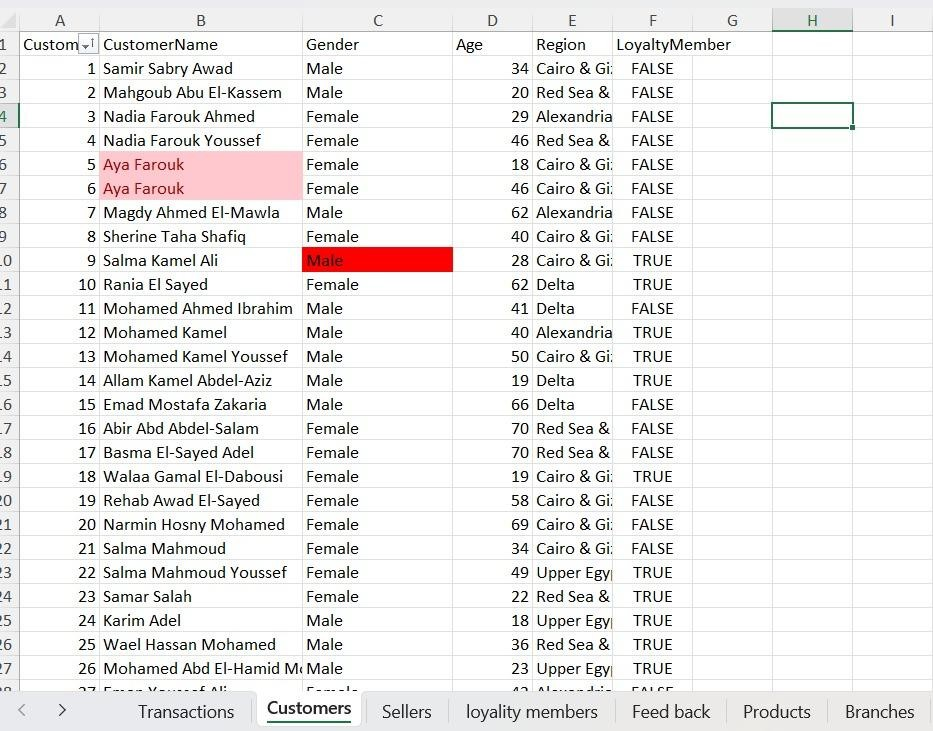 A B C D E F G H I
1 Custom CustomerName Gender Age Region LoyaltyMember
2 1 Samir Sabry Awad Male 34 Cairo & Gi FALSE
3 2 Mahgoub Abu El-Kassem Male 20 Red Sea & FALSE
4 3 Nadia Farouk Ahmed Female 29 Alexandria FALSE
5 4 Nadia Farouk Youssef Female 46 Red Sea & FALSE
6 5 Aya Farouk Female 18 Cairo & Gi FALSE
7 6 Aya Farouk Female 46 Cairo & Gi FALSE
8 7 Magdy Ahmed El-Mawla Male 62 Alexandria FALSE
9 8 Sherine Taha Shafiq Female 40 Cairo & Gi FALSE
10 9 Salma Kamel Ali Male 28 Cairo & Gi TRUE
11 10 Rania El Sayed Female 62 Delta TRUE
12 11 Mohamed Ahmed Ibrahim Male 41 Delta FALSE
13 12 Mohamed Kamel Male 40 Alexandria TRUE
14 13 Mohamed Kamel Youssef Male 50 Cairo & Gi TRUE
15 14 Allam Kamel Abdel-Aziz Male 19 Delta TRUE
16 15 Emad Mostafa Zakaria Male 66 Delta FALSE
17 16 Abir Abd Abdel-Salam Female 70 Red Sea & FALSE
18 17 Basma El-Sayed Adel Female 70 Red Sea & FALSE
19 18 Walaa Gamal El-Dabousi Female 19 Cairo & Gi TRUE
20 19 Rehab Awad El-Sayed Female 58 Cairo & Gi FALSE
21 20 Narmin Hosny Mohamed Female 69 Cairo & Gi FALSE
22 21 Salma Mahmoud Female 34 Cairo & Gi FALSE
23 22 Salma Mahmoud Youssef Female 49 Upper Egy TRUE
24 23 Samar Salah Female 22 Red Sea & TRUE
25 24 Karim Adel Male 18 Upper Egy TRUE
26 25 Wael Hassan Mohamed Male 36 Red Sea & TRUE
27 26 Mohamed Abd El-Hamid Mo Male 23 Upper Egy TRUE
Transactions Customers Sellers loyality members Feed back Products Branches